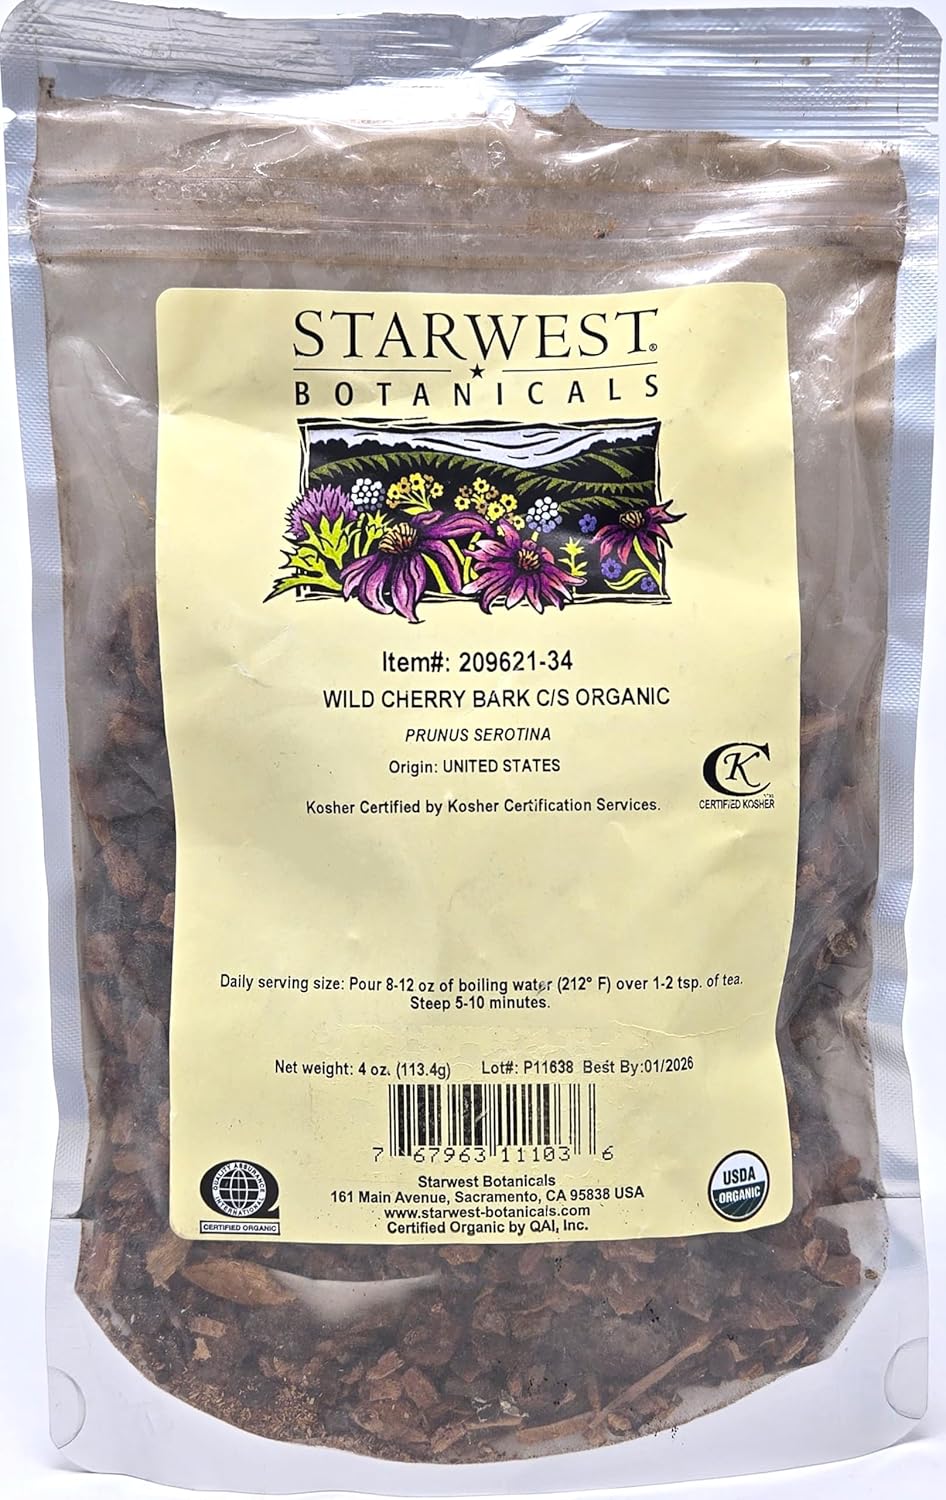 STARWEST®
BOTANICALS
Item#: 209621-34
WILD CHERRY BARK C/S ORGANIC
PRUNUS SEROTINA
Origin: UNITED STATES
CK
CERTIFIED KOSHER
Kosher Certified by Kosher Certification Services.
Daily serving size: Pour 8-12 oz of boiling water (212° F) over 1-2 tsp. of tea.
Steep 5-10 minutes.
Net weight: 4 oz. (113.4g) Lot#: P11638 Best By:01/2026
7 67963 11103 6
QUALITY ASSURANCE
INTERNATIONAL
CERTIFIED ORGANIC
Starwest Botanicals
161 Main Avenue, Sacramento, CA 95838 USA
www.starwest-botanicals.com
Certified Organic by QAI, Inc.
USDA
ORGANIC